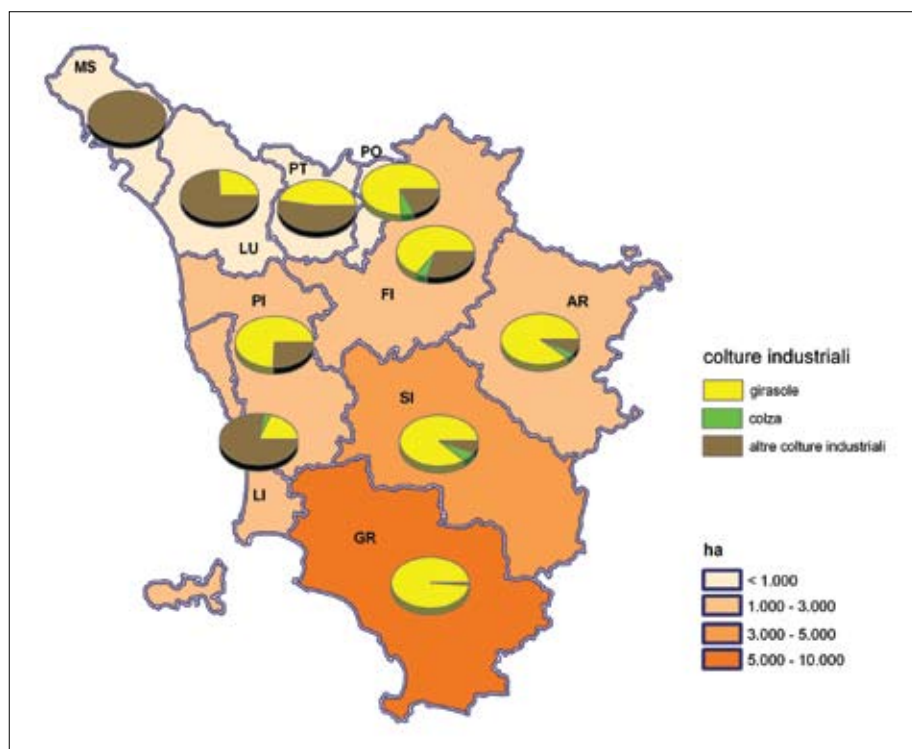 MS
PO
PT
LU
PI
FI
AR
SI
LI
GR
colture industriali
girasole
colza
altre colture industriali
ha
< 1.000
1.000 - 3.000
3.000 - 5.000
5.000 - 10.000